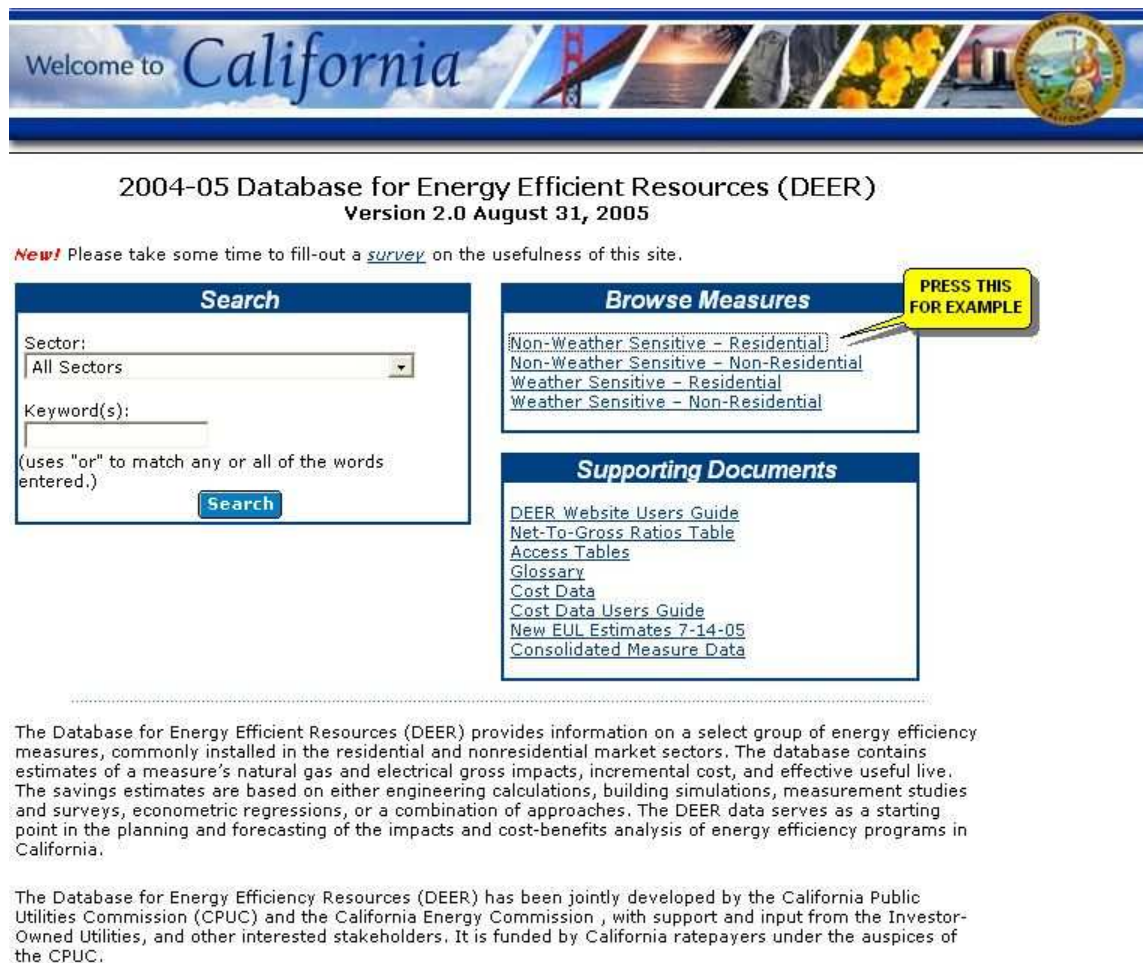 Welcome to California
2004-05 Database for Energy Efficient Resources (DEER)
Version 2.0 August 31, 2005
New! Please take some time to fill-out a survey on the usefulness of this site.
Search
Sector:
All Sectors
Keyword(s):
(uses "or" to match any or all of the words
entered.)
Search
Browse Measures
PRESS THIS
FOR EXAMPLE
Non-Weather Sensitive – Residential
Non-Weather Sensitive – Non-Residential
Weather Sensitive – Residential
Weather Sensitive – Non-Residential
Supporting Documents
DEER Website Users Guide
Net-To-Gross Ratios Table
Access Tables
Glossary
Cost Data
Cost Data Users Guide
New EUL Estimates 7-14-05
Consolidated Measure Data
The Database for Energy Efficient Resources (DEER) provides information on a select group of energy efficiency
measures, commonly installed in the residential and nonresidential market sectors. The database contains
estimates of a measure's natural gas and electrical gross impacts, incremental cost, and effective useful live.
The savings estimates are based on either engineering calculations, building simulations, measurement studies
and surveys, econometric regressions, or a combination of approaches. The DEER data serves as a starting
point in the planning and forecasting of the impacts and cost-benefits analysis of energy efficiency programs in
California.
The Database for Energy Efficiency Resources (DEER) has been jointly developed by the California Public
Utilities Commission (CPUC) and the California Energy Commission , with support and input from the Investor-
Owned Utilities, and other interested stakeholders. It is funded by California ratepayers under the auspices of
the CPUC.